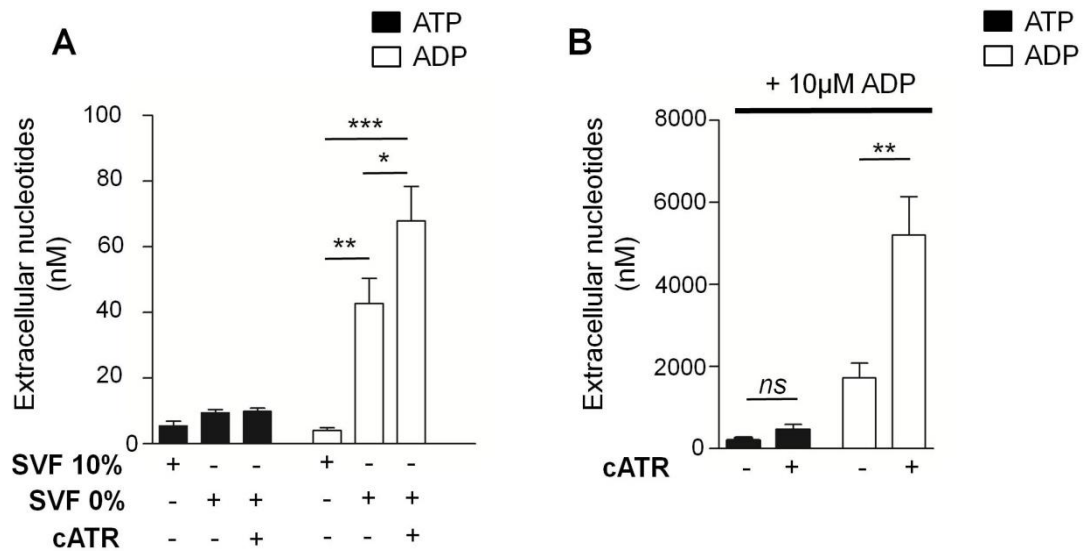 A
ATP
ADP
Extracellular nucleotides
(nM)
100
80
60
40
20
0
***
*
**
SVF 10% + - - + - -
SVF 0% - + + - + +
cATR - - + - - +
B
ATP
ADP
+ 10µM ADP
Extracellular nucleotides
(nM)
8000
6000
4000
2000
0
**
ns
cATR - + - +